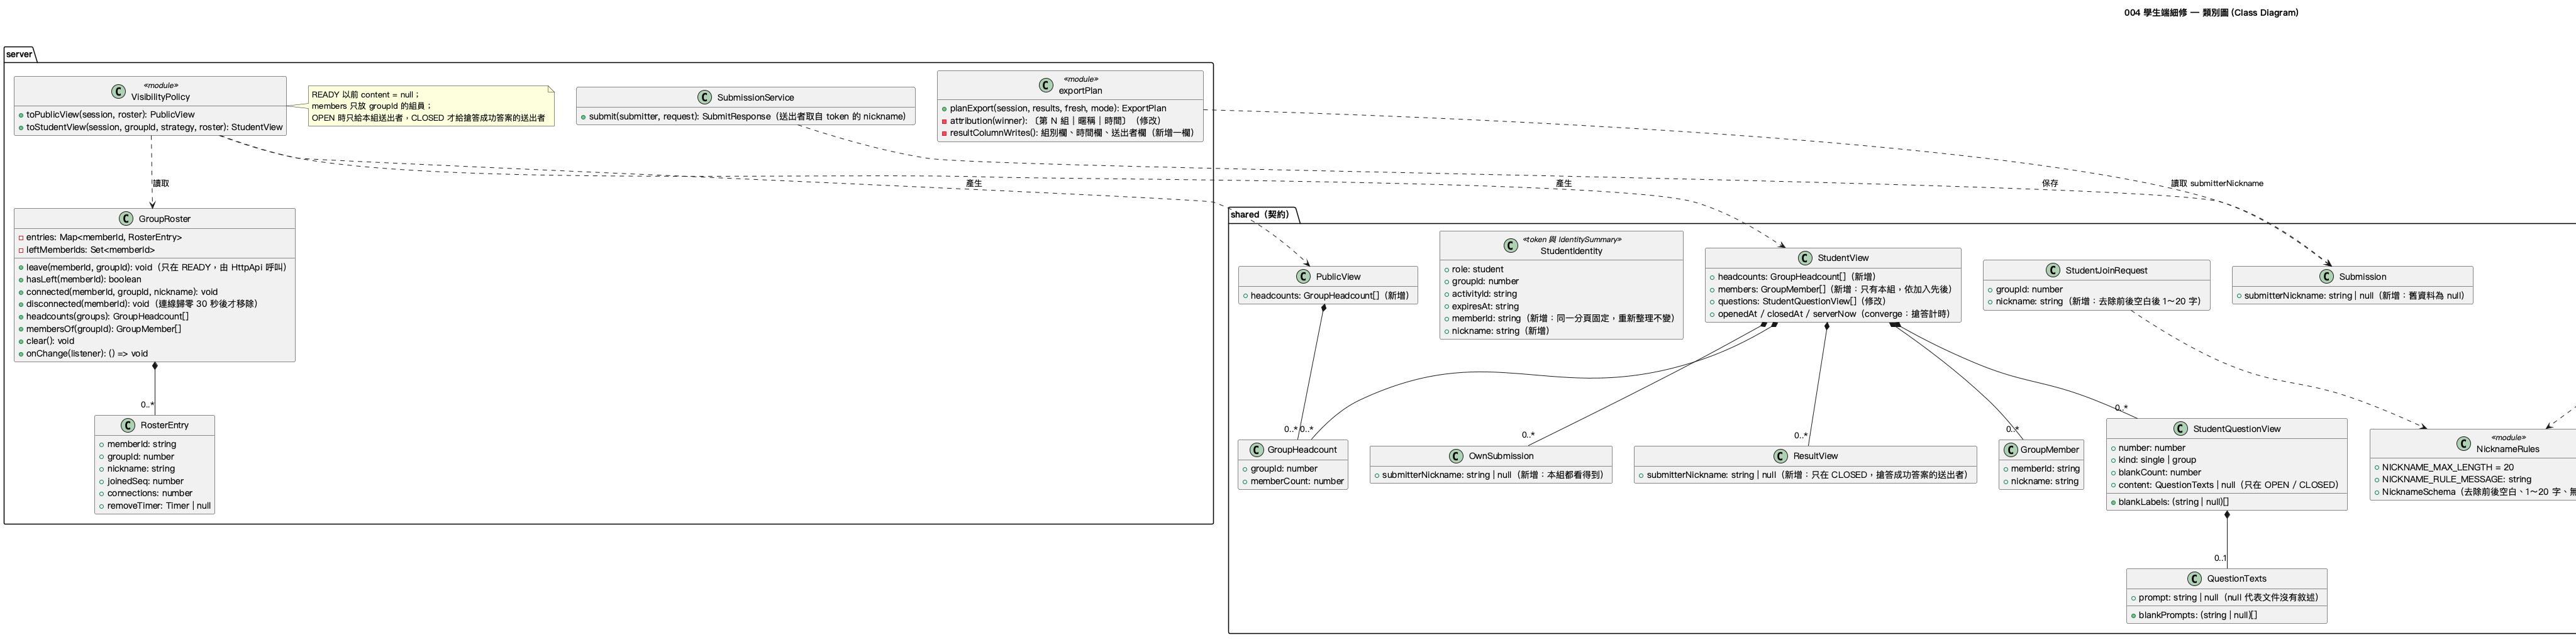 004 學生端細修 — 類別圖 (Class Diagram)
server
«module»
VisibilityPolicy
toPublicView(session, roster): PublicView
toStudentView(session, groupId, strategy, roster): StudentView
READY 以前 content = null；
members 只放 groupId 的組員；
OPEN 時只給本組送出者，CLOSED 才給搶答成功答案的送出者
SubmissionService
submit(submitter, request): SubmitResponse（送出者取自 token 的 nickname）
«module»
exportPlan
planExport(session, results, fresh, mode): ExportPlan
attribution(winner): 〔第 N 組｜暱稱｜時間〕（修改）
resultColumnWrites(): 組別欄、時間欄、送出者欄（新增一欄）
讀取
產生
產生
保存
讀取 submitterNickname
GroupRoster
entries: Map<memberId, RosterEntry>
leftMemberIds: Set<memberId>
leave(memberId, groupId): void（只在 READY，由 HttpApi 呼叫）
hasLeft(memberId): boolean
connected(memberId, groupId, nickname): void
disconnected(memberId): void（連線歸零 30 秒後才移除）
headcounts(groups): GroupHeadcount[]
membersOf(groupId): GroupMember[]
clear(): void
onChange(listener): () => void
0..*
RosterEntry
memberId: string
groupId: number
nickname: string
joinedSeq: number
connections: number
removeTimer: Timer | null
shared（契約）
PublicView
headcounts: GroupHeadcount[]（新增）
«token 與 IdentitySummary»
StudentIdentity
role: student
groupId: number
activityId: string
expiresAt: string
memberId: string（新增：同一分頁固定，重新整理不變）
nickname: string（新增）
StudentView
headcounts: GroupHeadcount[]（新增）
members: GroupMember[]（新增：只有本組，依加入先後）
questions: StudentQuestionView[]（修改）
openedAt / closedAt / serverNow（converge：搶答計時）
StudentJoinRequest
groupId: number
nickname: string（新增：去除前後空白後 1～20 字）
Submission
submitterNickname: string | null（新增：舊資料為 null）
0..*
0..*
0..*
0..*
0..*
0..*
GroupHeadcount
groupId: number
memberCount: number
OwnSubmission
submitterNickname: string | null（新增：本組都看得到）
ResultView
submitterNickname: string | null（新增：只在 CLOSED，搶答成功答案的送出者）
GroupMember
memberId: string
nickname: string
StudentQuestionView
number: number
kind: single | group
blankCount: number
content: QuestionTexts | null（只在 OPEN / CLOSED）
blankLabels: (string | null)[]
«module»
NicknameRules
NICKNAME_MAX_LENGTH = 20
NICKNAME_RULE_MESSAGE: string
NicknameSchema（去除前後空白、1～20 字、
0..1
QuestionTexts
prompt: string | null（null 代表文件沒有敘述）
blankPrompts: (string | null)[]